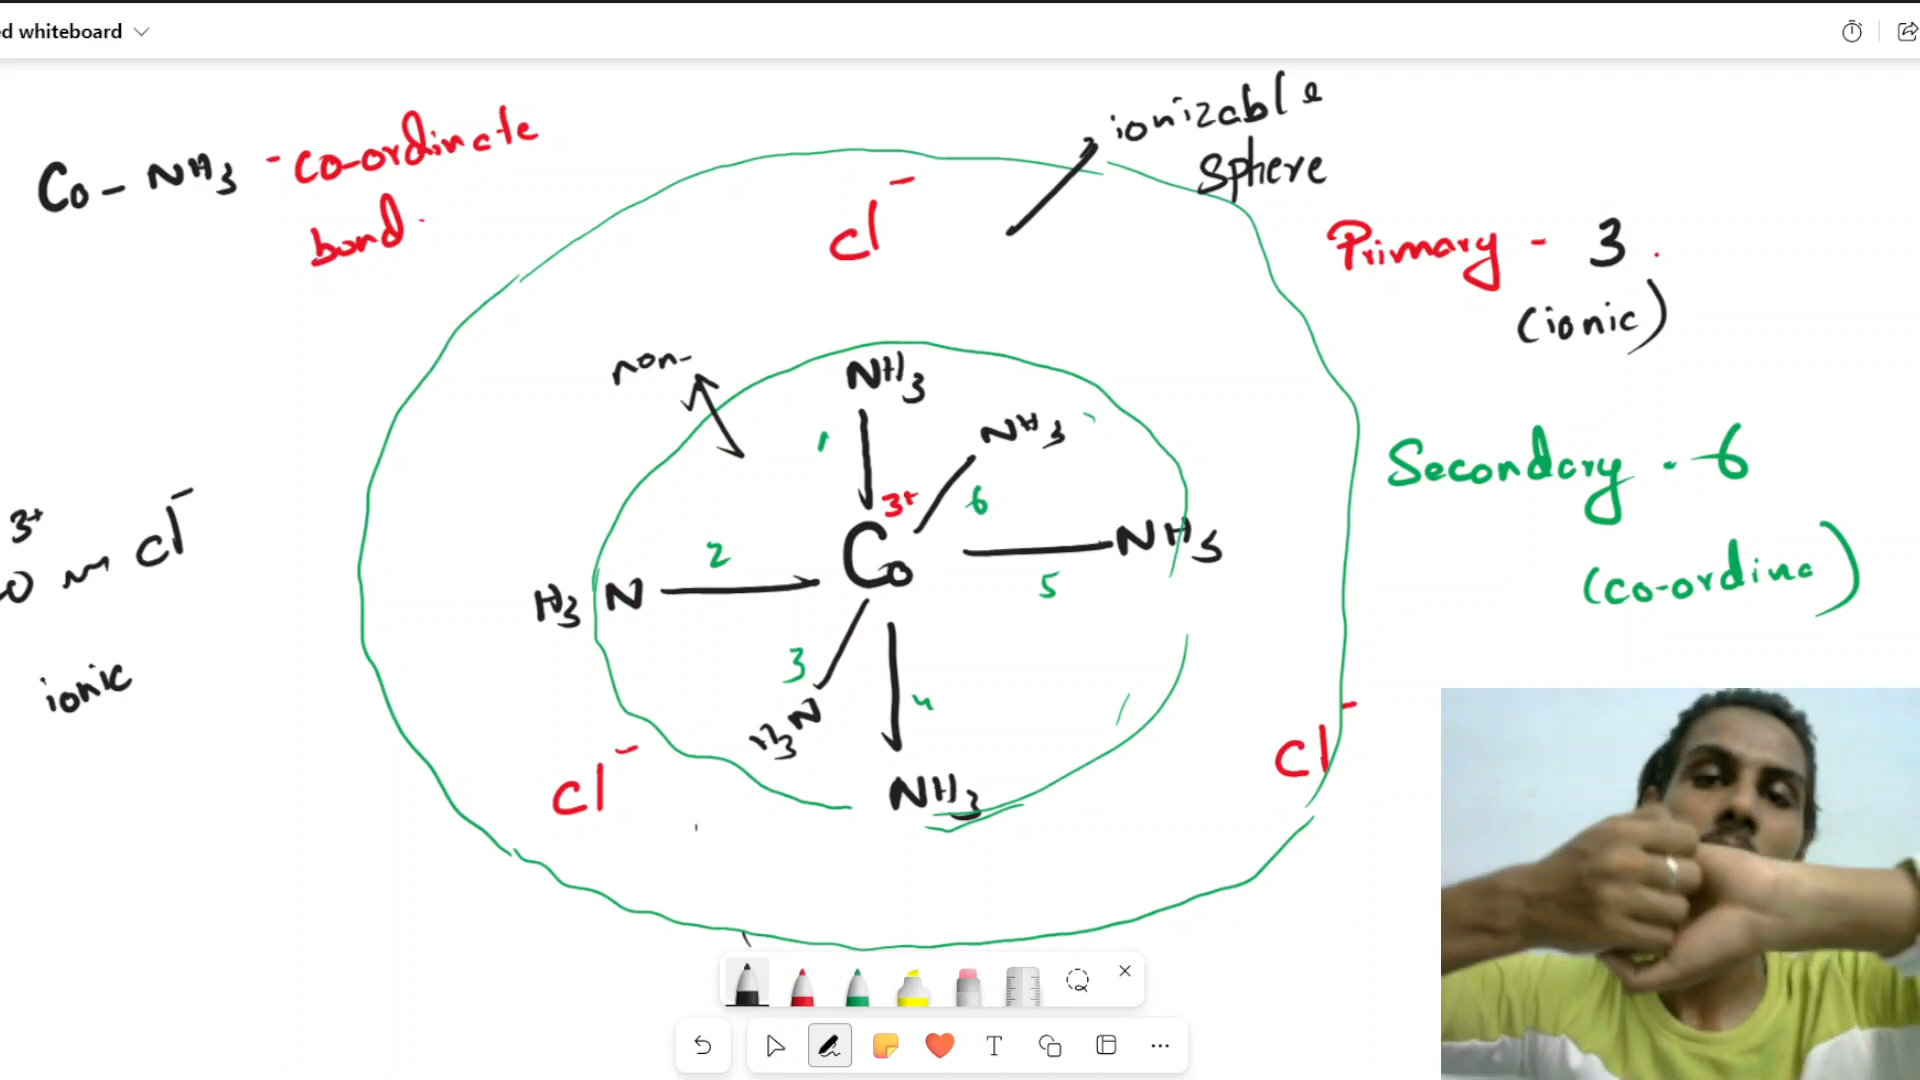 d whiteboard
ionizable
sphere
Co - NH3 - co-ordinate
bond.
Cl-
Primary - 3.
(ionic)
non-
NH3
NH3
1
6
Secondary - 6
(co-ordina)
3+
Co
NH3
2
5
H3N
3+
Cl-
ionic
3
4
H3N
NH3
Cl-
Cl-
T